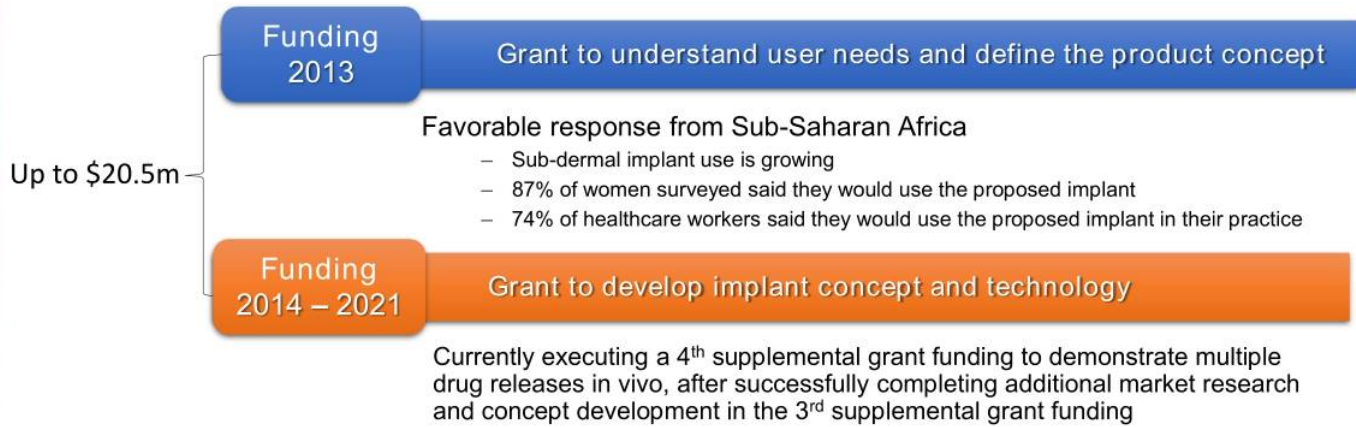 Funding
2013
Grant to understand user needs and define the product concept
Favorable response from Sub-Saharan Africa
– Sub-dermal implant use is growing
– 87% of women surveyed said they would use the proposed implant
– 74% of healthcare workers said they would use the proposed implant in their practice
Up to $20.5m
Funding
2014 – 2021
Grant to develop implant concept and technology
Currently executing a 4th supplemental grant funding to demonstrate multiple
drug releases in vivo, after successfully completing additional market research
and concept development in the 3rd supplemental grant funding